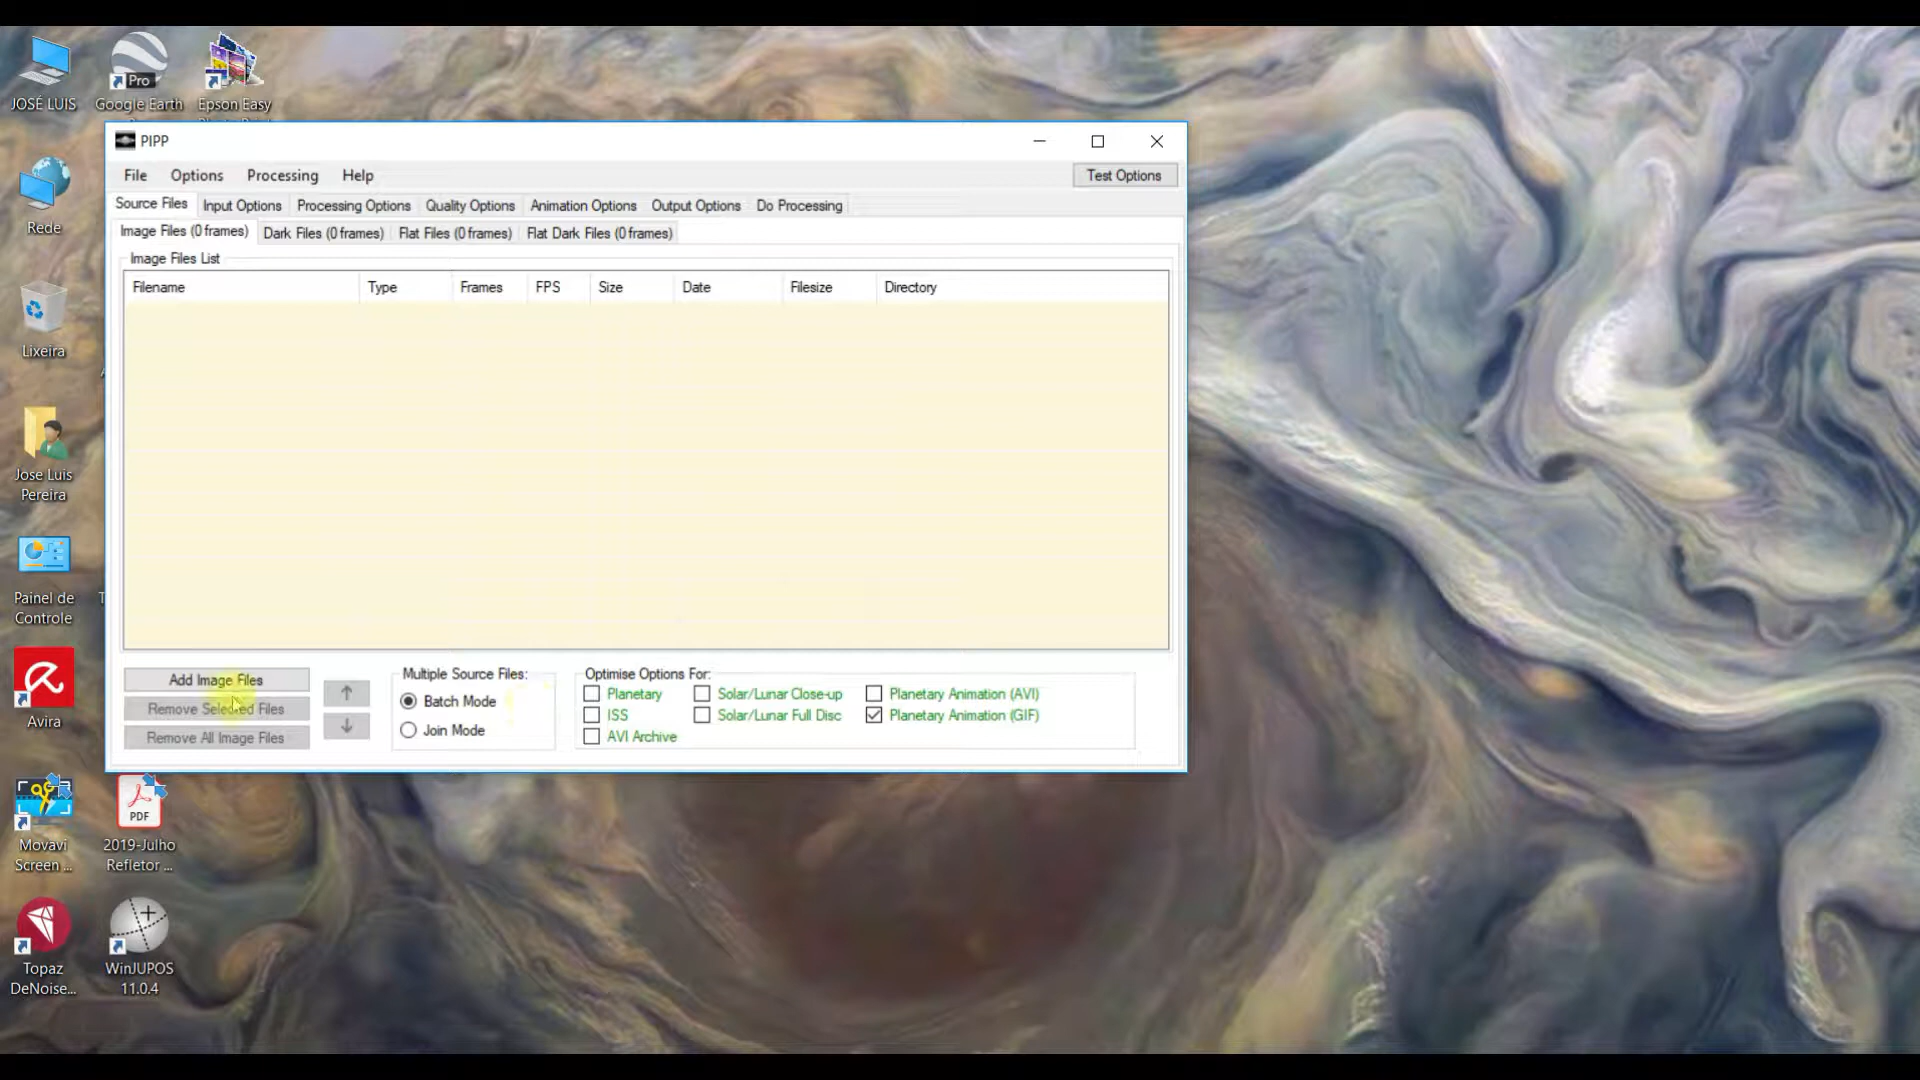 JOSÉ LUIS
Pro
Google Earth
Epson Easy
PIPP
File Options Processing Help
Test Options
Source Files Input Options Processing Options Quality Options Animation Options Output Options Do Processing
Image Files (0 frames) Dark Files (0 frames) Flat Files (0 frames) Flat Dark Files (0 frames)
Image Files List
Filename Type Frames FPS Size Date Filesize Directory
Rede
Lixeira
Jose Luis
Pereira
Painel de
Controle
Avira
Add Image Files
Remove Selected Files
Remove All Image Files
Multiple Source Files:
Batch Mode
Join Mode
Optimise Options For:
Planetary Solar/Lunar Close-up Planetary Animation (AVI)
ISS Solar/Lunar Full Disc Planetary Animation (GIF)
AVI Archive
Movavi
Screen ...
PDF
2019-Julho
Refletor ...
Topaz
DeNoise...
WinJUPOS
11.0.4